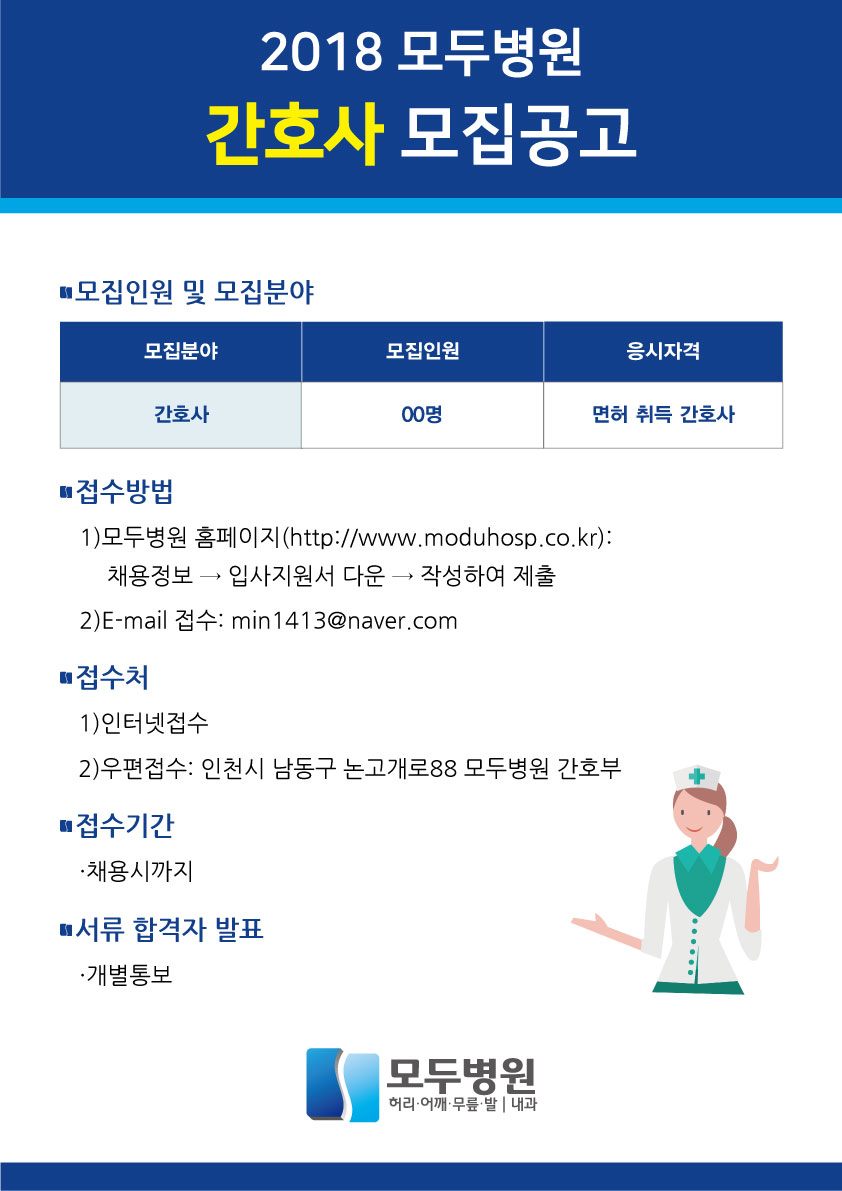 2018 모두병원
간호사 모집공고
모집인원 및 모집분야
모집분야 모집인원 응시자격
간호사 00명 면허 취득 간호사
접수방법
1)모두병원 홈페이지(http://www.moduhosp.co.kr):
채용정보 → 입사지원서 다운 → 작성하여 제출
2)E-mail 접수: min1413@naver.com
접수처
1)인터넷접수
2)우편접수: 인천시 남동구 논고개로88 모두병원 간호부
접수기간
·채용시까지
서류 합격자 발표
·개별통보
모두병원
허리·어깨·무릎·발 | 내과